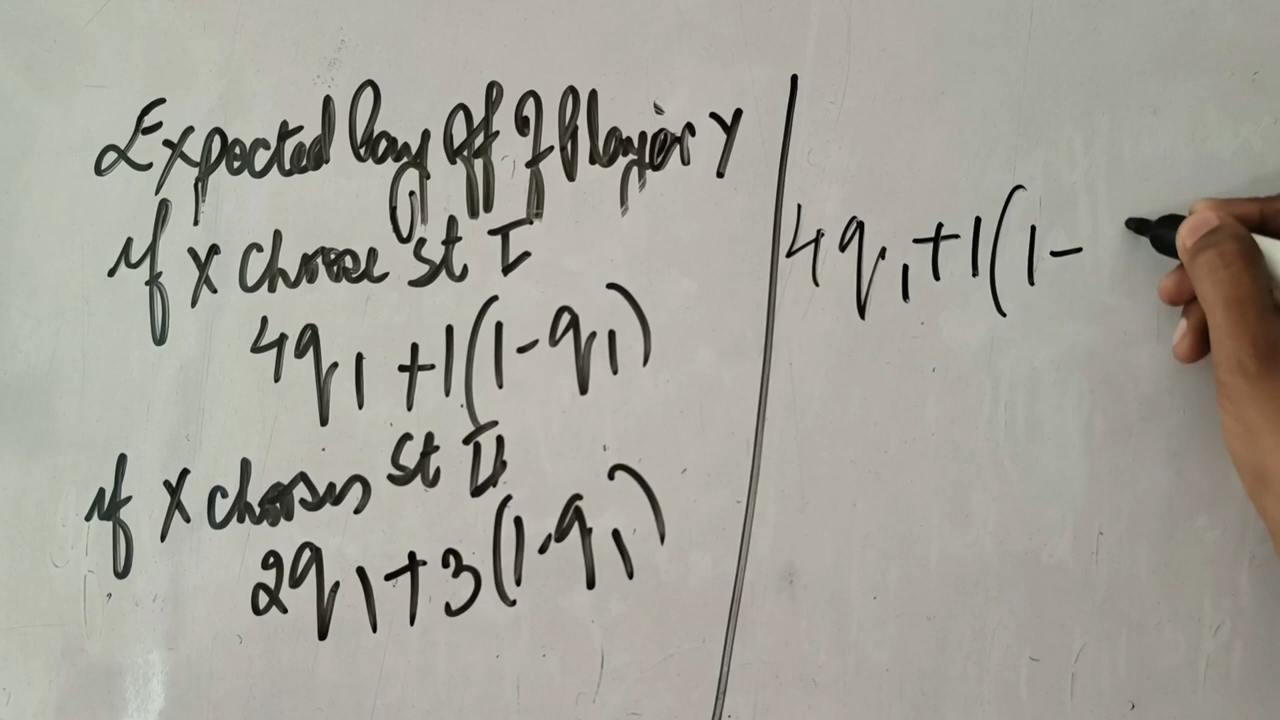 Expected Pay off of Player Y
if X choose st I
4q1 + 1(1-q1)
if X chooses st II
2q1 + 3(1-q1)
4q1 + 1(1-